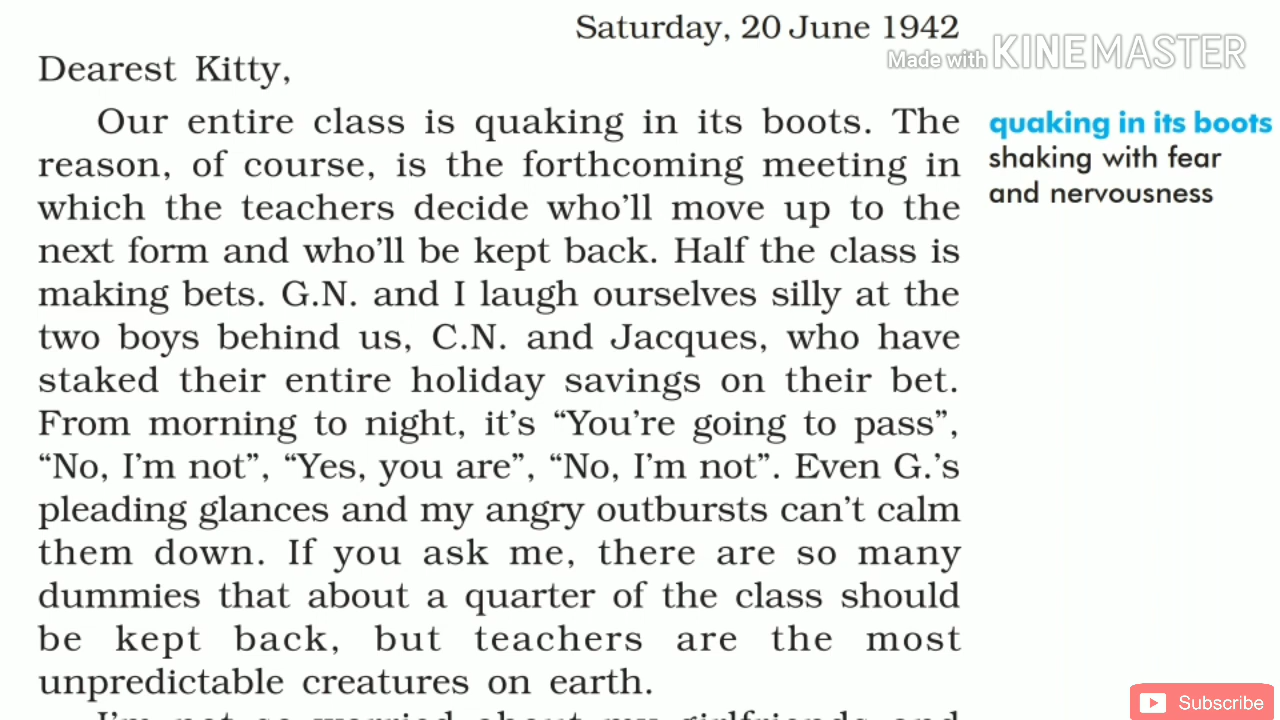 Saturday, 20 June 1942
Made with KINEMASTER
Dearest Kitty,
Our entire class is quaking in its boots. The
reason, of course, is the forthcoming meeting in
which the teachers decide who'll move up to the
next form and who'll be kept back. Half the class is
making bets. G.N. and I laugh ourselves silly at the
two boys behind us, C.N. and Jacques, who have
staked their entire holiday savings on their bet.
From morning to night, it's “You're going to pass”,
“No, I'm not”, “Yes, you are”, “No, I'm not”. Even G.'s
pleading glances and my angry outbursts can't calm
them down. If you ask me, there are so many
dummies that about a quarter of the class should
be kept back, but teachers are the most
unpredictable creatures on earth.
I'm not so worried about my girlfriends and
quaking in its boots
shaking with fear
and nervousness
Subscribe